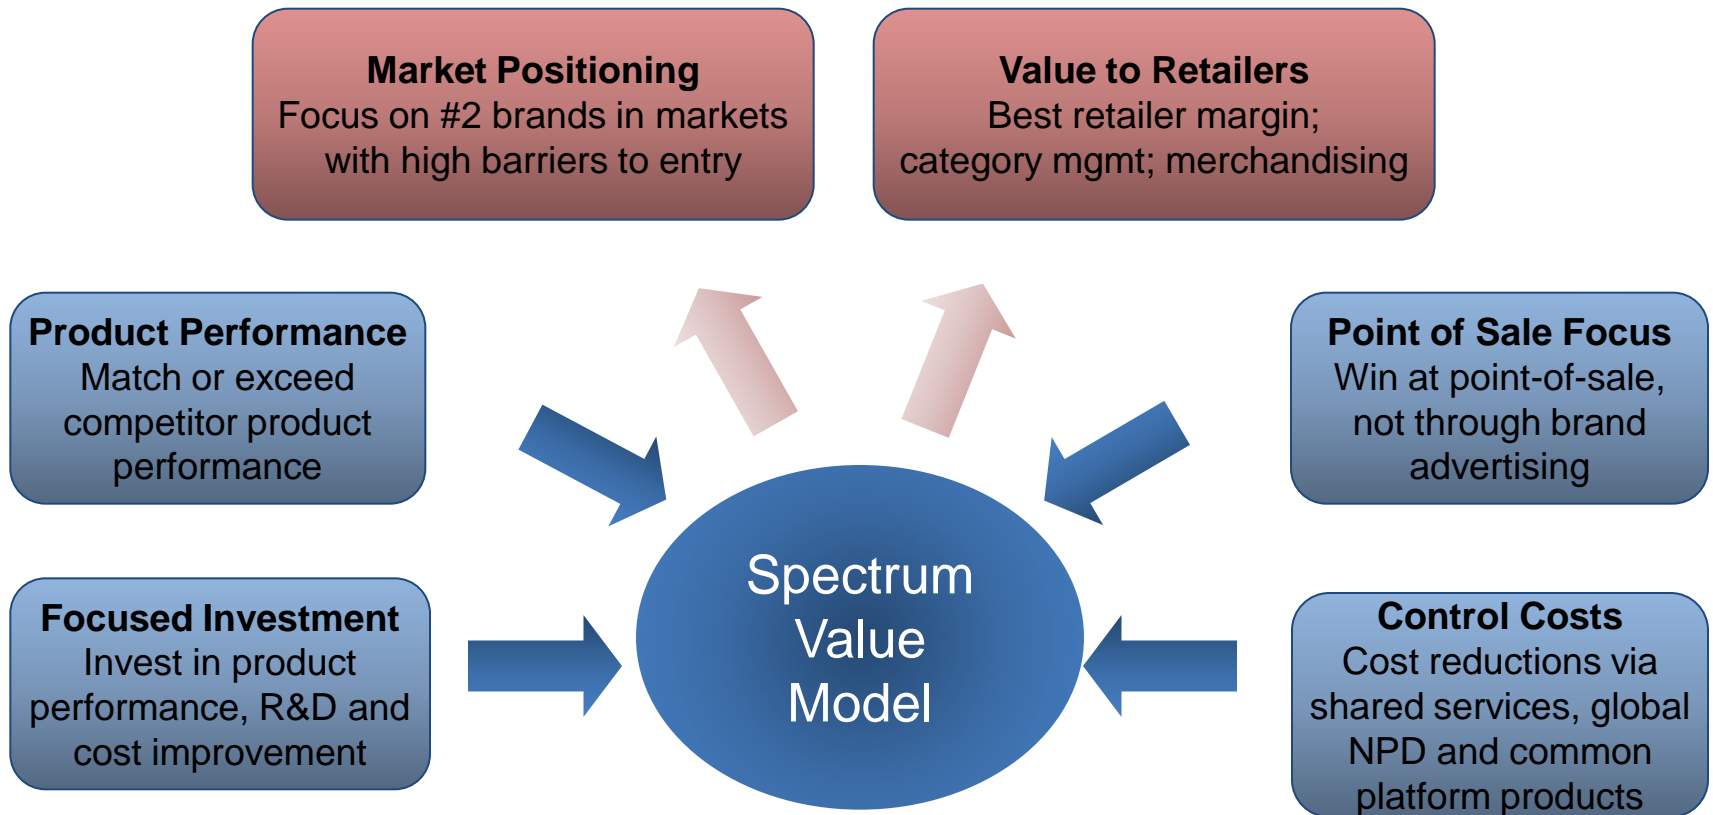 Market Positioning
Focus on #2 brands in markets
with high barriers to entry
Value to Retailers
Best retailer margin;
category mgmt; merchandising
Product Performance
Match or exceed
competitor product
performance
Point of Sale Focus
Win at point-of-sale,
not through brand
advertising
Focused Investment
Invest in product
performance, R&D and
cost improvement
Spectrum
Value
Model
Control Costs
Cost reductions via
shared services, global
NPD and common
platform products